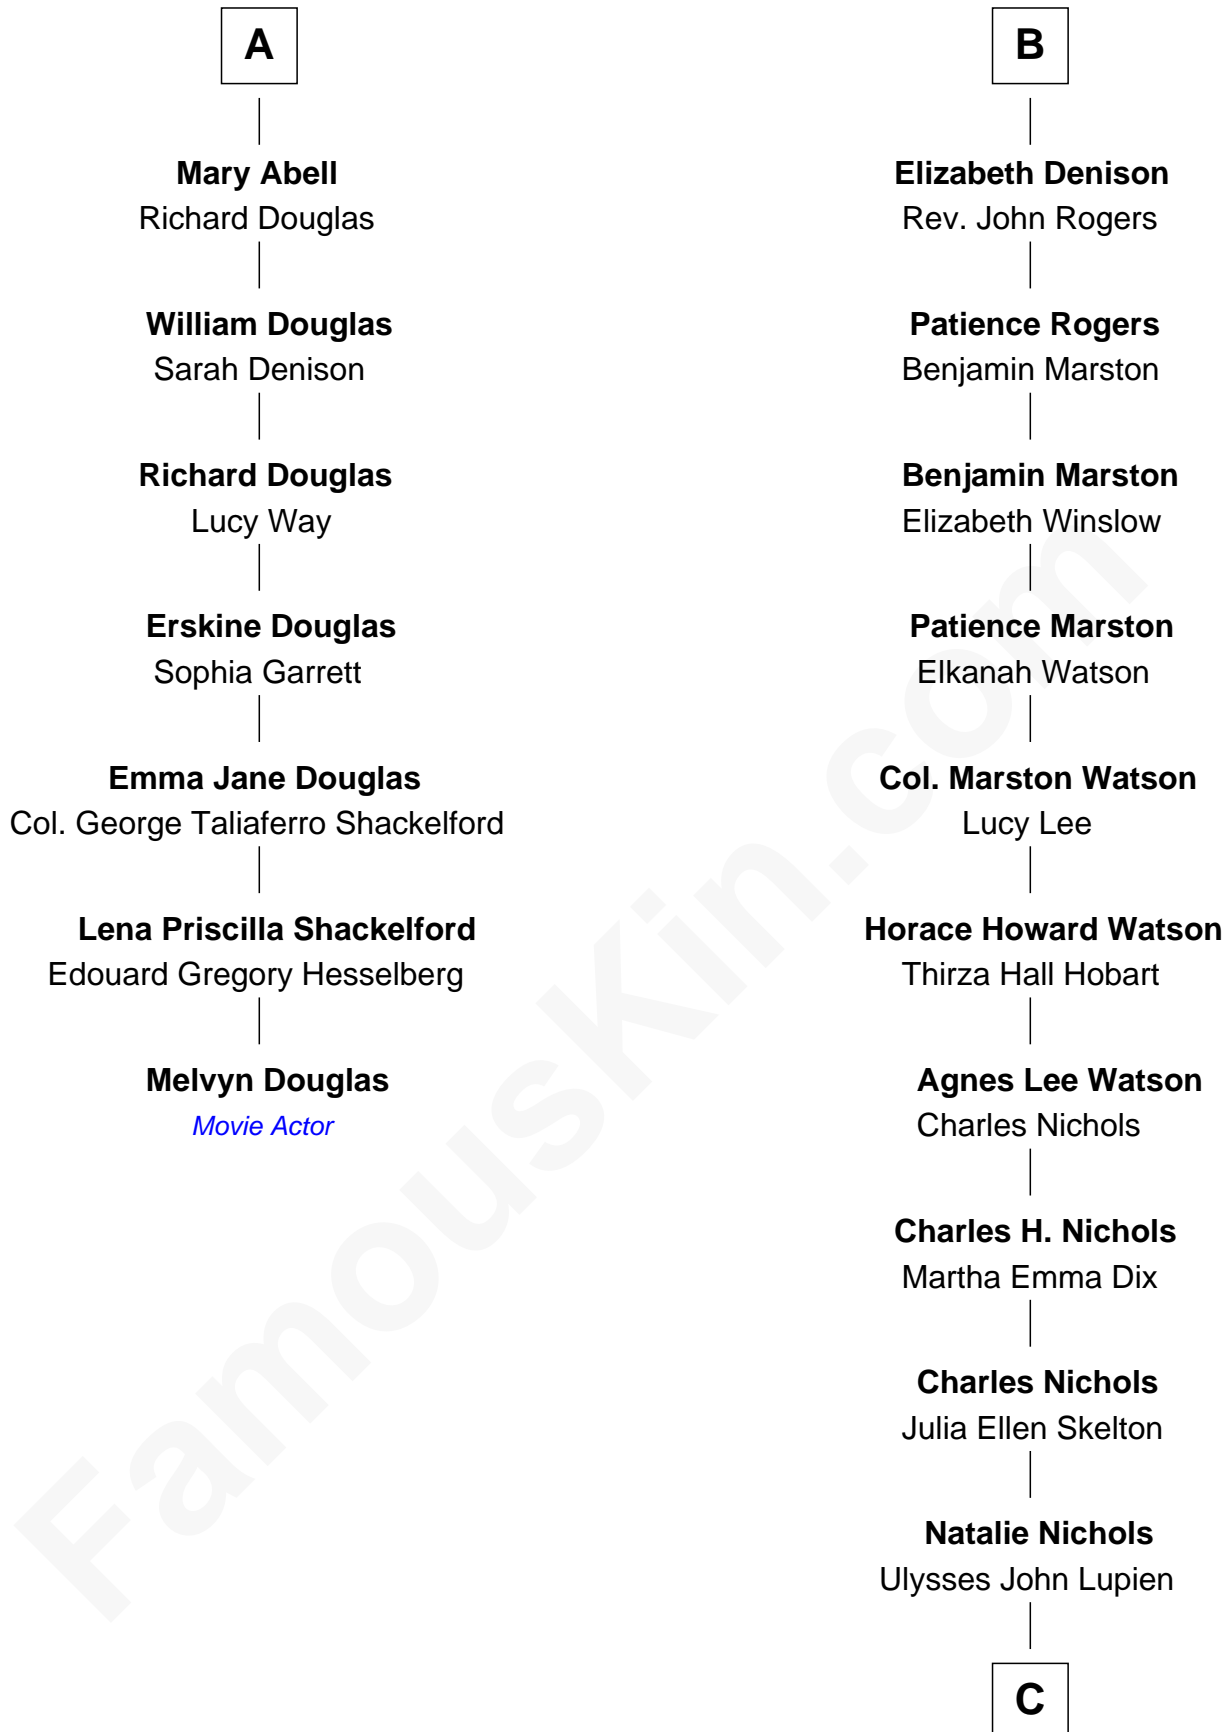 A
Mary Abell
Richard Douglas
William Douglas
Sarah Denison
Richard Douglas
Lucy Way
Erskine Douglas
Sophia Garrett
Emma Jane Douglas
Col. George Taliaferro Shackelford
Lena Priscilla Shackelford
Edouard Gregory Hesselberg
Melvyn Douglas
Movie Actor
B
Elizabeth Denison
Rev. John Rogers
Patience Rogers
Benjamin Marston
Benjamin Marston
Elizabeth Winslow
Patience Marston
Elkanah Watson
Col. Marston Watson
Lucy Lee
Horace Howard Watson
Thirza Hall Hobart
Agnes Lee Watson
Charles Nichols
Charles H. Nichols
Martha Emma Dix
Charles Nichols
Julia Ellen Skelton
Natalie Nichols
Ulysses John Lupien
C
FamousKin.com